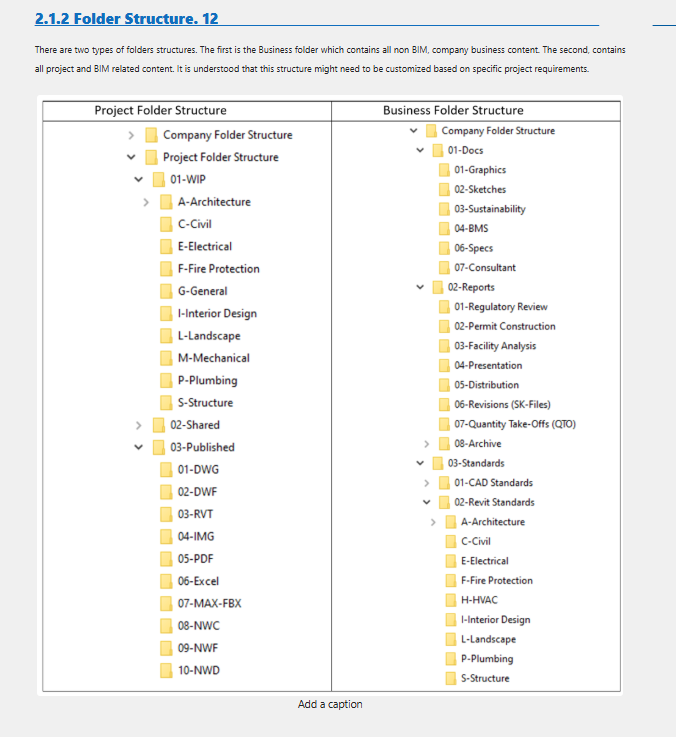 2.1.2 Folder Structure. 12
There are two types of folders structures. The first is the Business folder which contains all non BIM, company business content. The second, contains
all project and BIM related content. It is understood that this structure might need to be customized based on specific project requirements.
Project Folder Structure
Company Folder Structure
Project Folder Structure
01-WIP
A-Architecture
C-Civil
E-Electrical
F-Fire Protection
G-General
I-Interior Design
L-Landscape
M-Mechanical
P-Plumbing
S-Structure
02-Shared
03-Published
01-DWG
02-DWF
03-RVT
04-IMG
05-PDF
06-Excel
07-MAX-FBX
08-NWC
09-NWF
10-NWD
Business Folder Structure
Company Folder Structure
01-Docs
01-Graphics
02-Sketches
03-Sustainability
04-BMS
06-Specs
07-Consultant
02-Reports
01-Regulatory Review
02-Permit Construction
03-Facility Analysis
04-Presentation
05-Distribution
06-Revisions (SK-Files)
07-Quantity Take-Offs (QTO)
08-Archive
03-Standards
01-CAD Standards
02-Revit Standards
A-Architecture
C-Civil
E-Electrical
F-Fire Protection
H-HVAC
I-Interior Design
L-Landscape
P-Plumbing
S-Structure
Add a caption